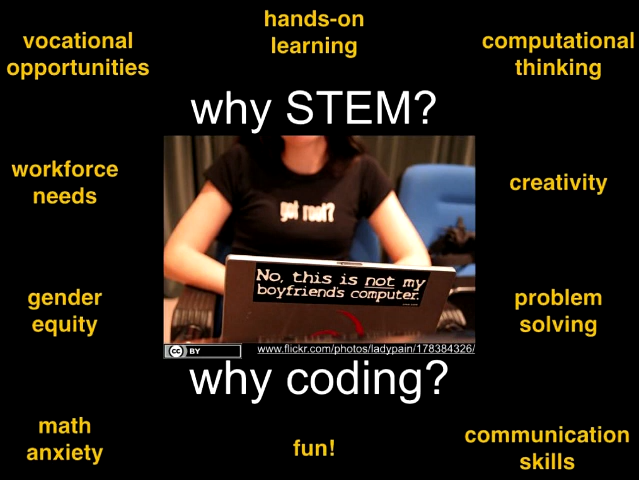 hands-on
learning
vocational
opportunities
computational
thinking
why STEM?
workforce
needs
creativity
got root?
No, this is not my
boyfriend's computer.
gender
equity
problem
solving
cc BY
www.flickr.com/photos/ladypain/178384326/
why coding?
math
anxiety
fun!
communication
skills